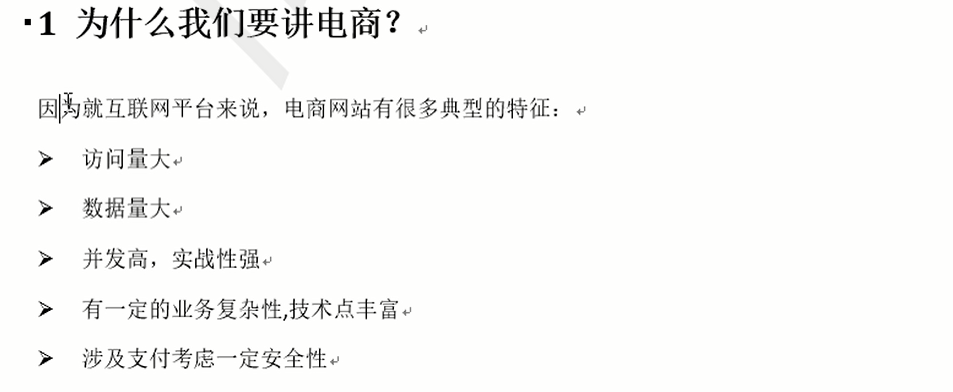 1 为什么我们要讲电商？
因为就互联网平台来说，电商网站有很多典型的特征：
访问量大
数据量大
并发高，实战性强
有一定的业务复杂性,技术点丰富
涉及支付考虑一定安全性